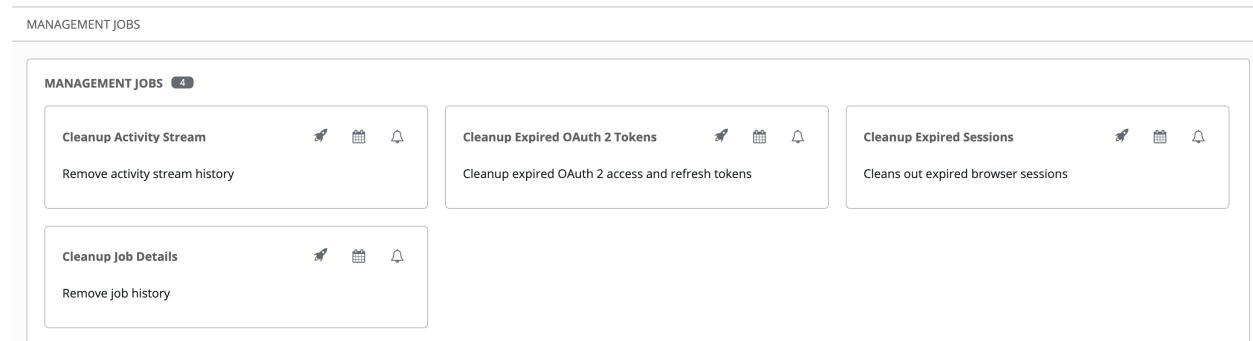 MANAGEMENT JOBS
MANAGEMENT JOBS 4
Cleanup Activity Stream
Remove activity stream history
Cleanup Expired OAuth 2 Tokens
Cleanup expired OAuth 2 access and refresh tokens
Cleanup Expired Sessions
Cleans out expired browser sessions
Cleanup Job Details
Remove job history